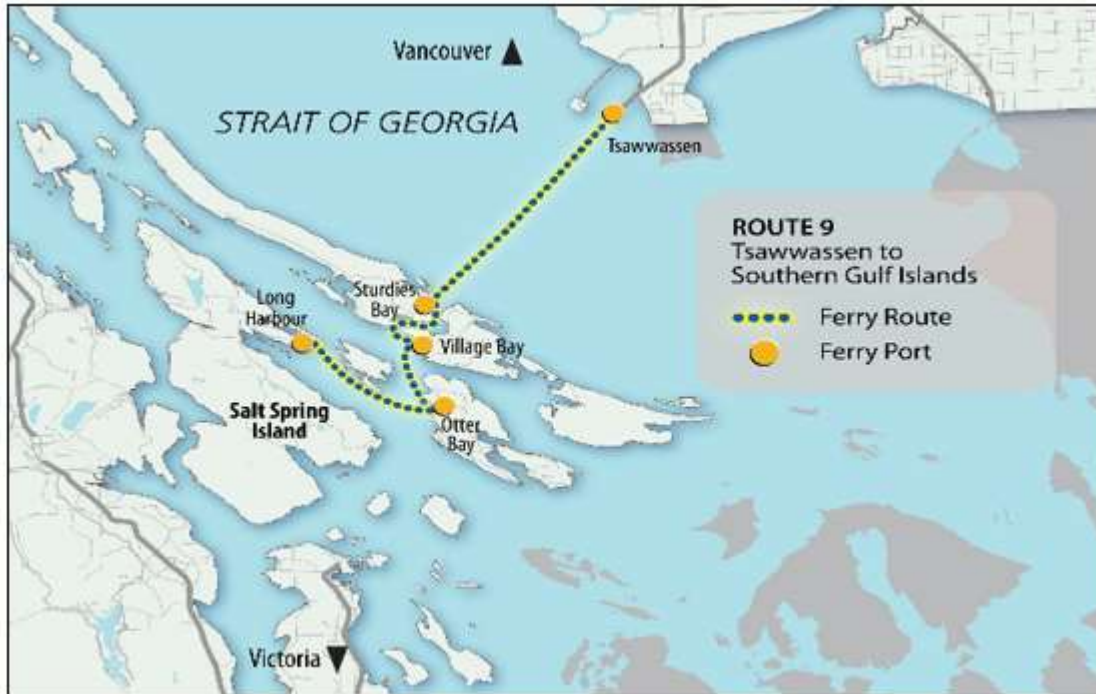 Vancouver
STRAIT OF GEORGIA
Tsawwassen
ROUTE 9
Tsawwassen to
Southern Gulf Islands
Ferry Route
Ferry Port
Sturdies
Bay
Long
Harbour
Village Bay
Salt Spring
Island
Otter
Bay
Victoria